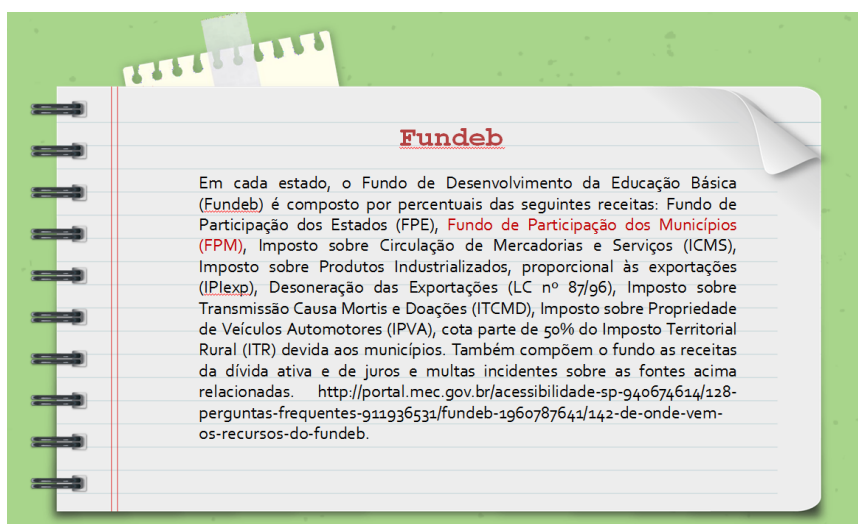 Fundeb
Em cada estado, o Fundo de Desenvolvimento da Educação Básica
(Fundeb) é composto por percentuais das seguintes receitas: Fundo de
Participação dos Estados (FPE), Fundo de Participação dos Municípios
(FPM), Imposto sobre Circulação de Mercadorias e Serviços (ICMS),
Imposto sobre Produtos Industrializados, proporcional às exportações
(IPIexp), Desoneração das Exportações (LC nº 87/96), Imposto sobre
Transmissão Causa Mortis e Doações (ITCMD), Imposto sobre Propriedade
de Veículos Automotores (IPVA), cota parte de 50% do Imposto Territorial
Rural (ITR) devida aos municípios. Também compõem o fundo as receitas
da dívida ativa e de juros e multas incidentes sobre as fontes acima
relacionadas. http://portal.mec.gov.br/acessibilidade-sp-940674614/128-
perguntas-frequentes-911936531/fundeb-1960787641/142-de-onde-vem-
os-recursos-do-fundeb.